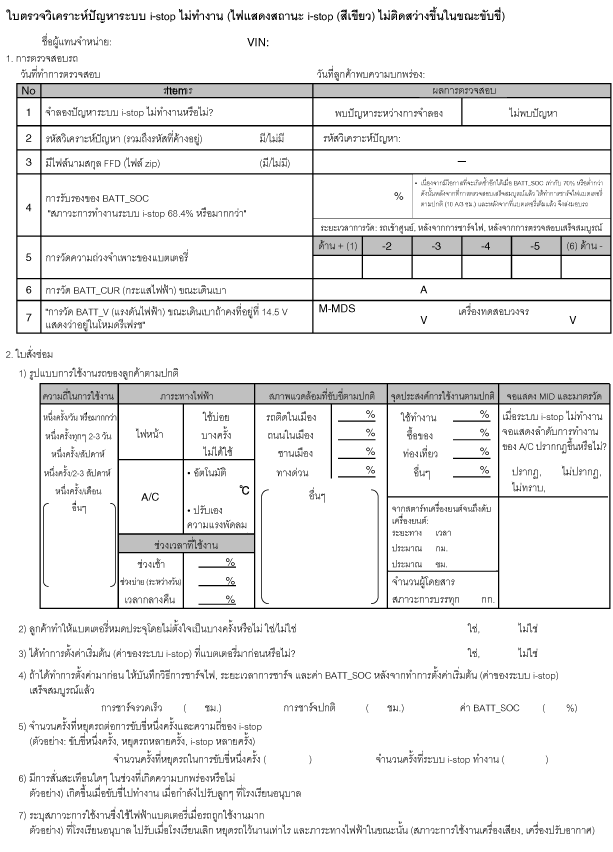 ใบตรวจวิเคราะห์ปัญหาระบบ i-stop ไม่ทำงาน (ไฟแสดงสถานะ i-stop (สีเขียว) ไม่ติดสว่างขึ้นในขณะขับขี่)
ชื่อผู้แทนจำหน่าย: VIN:
1. การตรวจสอบรถ
วันที่ทำการตรวจสอบ วันที่ลูกค้าพบความบกพร่อง:
No ผลการตรวจสอบ
1 จำลองปัญหาระบบ i-stop ไม่ทำงานหรือไม่? พบปัญหาระหว่างการจำลอง ไม่พบปัญหา
2 รหัสวิเคราะห์ปัญหา (รวมถึงรหัสที่ค้างอยู่) มี/ไม่มี รหัสวิเคราะห์ปัญหา:
3 มีไฟล์นามสกุล FFD (ไฟล์ zip) (มี/ไม่มี) –
4 การรับรองของ BATT_SOC
"สภาวะการทำงานระบบ i-stop 68.4% หรือมากกว่า"
%
• เนื่องจากมีโอกาสที่จะเกิดซ้ำอีกได้เมื่อ BATT_SOC เท่ากับ 70% หรือต่ำกว่า
ดังนั้นหลังจากที่การตรวจสอบเสร็จสมบูรณ์แล้ว ให้ทำการชาร์จไฟแบตเตอรี่
ตามปกติ (10 A/3 ชม.) และหลังจากที่แบตเตอรี่เต็มแล้ว จึงส่งมอบรถ
ระยะเวลาการวัด: รถเข้าศูนย์, หลังจากการชาร์จไฟ, หลังจากการตรวจสอบเสร็จสมบูรณ์
5 การวัดความถ่วงจำเพาะของแบตเตอรี่ ด้าน + (1) -2 -3 -4 -5 (6) ด้าน -
6 การวัด BATT_CUR (กระแสไฟฟ้า) ขณะเดินเบา A
7 "การวัด BATT_V (แรงดันไฟฟ้า) ขณะเดินเบาถ้าคงที่อยู่ที่ 14.5 V
แสดงว่าอยู่ในโหมดรีเฟรช"
M-MDS V เครื่องทดสอบวงจร V
2. ใบสั่งซ่อม
1) รูปแบบการใช้งานรถของลูกค้าตามปกติ
ความถี่ในการใช้งาน ภาระทางไฟฟ้า สภาพแวดล้อมที่ขับขี่ตามปกติ จุดประสงค์การใช้งานตามปกติ จอแสดง MID และมาตรวัด
หนึ่งครั้ง/วัน หรือมากกว่า
หนึ่งครั้งทุกๆ 2-3 วัน
หนึ่งครั้ง/สัปดาห์
หนึ่งครั้ง/2-3 สัปดาห์
หนึ่งครั้ง/เดือน
อื่นๆ
ไฟหน้า
ใช้บ่อย
บางครั้ง
ไม่ได้ใช้
A/C
• อัตโนมัติ
℃
• ปรับเอง
ความแรงพัดลม
ช่วงเวลาที่ใช้งาน
ช่วงเช้า %
ช่วงบ่าย (ระหว่างวัน) %
เวลากลางคืน %
รถติดในเมือง %
ถนนในเมือง %
ชานเมือง %
ทางด่วน %
อื่นๆ
ใช้ทำงาน %
ซื้อของ %
ท่องเที่ยว %
อื่นๆ %
จากสตาร์ทเครื่องยนต์จนถึงดับ
เครื่องยนต์:
ระยะทาง เวลา
ประมาณ กม.
ประมาณ ชม.
จำนวนผู้โดยสาร
สภาวะการบรรทุก กก.
เมื่อระบบ i-stop ไม่ทำงาน
จอแสดงลำดับการทำงาน
ของ A/C ปรากฏขึ้นหรือไม่?
ปรากฏ, ไม่ปรากฏ,
ไม่ทราบ,
2) ลูกค้าทำให้แบตเตอรี่หมดประจุโดยไม่ตั้งใจเป็นบางครั้งหรือไม่ ใช่/ไม่ใช่ ใช่, ไม่ใช่
3) ได้ทำการตั้งค่าเริ่มต้น (ค่าของระบบ i-stop) ที่แบตเตอรี่มาก่อนหรือไม่? ใช่, ไม่ใช่
4) ถ้าได้ทำการตั้งค่ามาก่อน ให้บันทึกวิธีการชาร์จไฟ, ระยะเวลาการชาร์จ และค่า BATT_SOC หลังจากทำการตั้งค่าเริ่มต้น (ค่าของระบบ i-stop)
เสร็จสมบูรณ์แล้ว
การชาร์จรวดเร็ว ( ชม.) การชาร์จปกติ ( ชม.) ค่า BATT_SOC ( %)
5) จำนวนครั้งที่หยุดรถต่อการขับขี่หนึ่งครั้งและความถี่ของ i-stop
(ตัวอย่าง: ขับขี่หนึ่งครั้ง, หยุดรถหลายครั้ง, i-stop หลายครั้ง)
จำนวนครั้งที่หยุดรถในการขับขี่หนึ่งครั้ง ( ) จำนวนครั้งที่ระบบ i-stop ทำงาน ( )
6) มีการสั่นสะเทือนใดๆ ในช่วงที่เกิดความบกพร่องหรือไม่
ตัวอย่าง) เกิดขึ้นเมื่อขับขี่ไปทำงาน เมื่อกำลังไปรับลูกๆ ที่โรงเรียนอนุบาล
7) ระบุสภาวะการใช้งานซึ่งใช้ไฟฟ้าแบตเตอรี่เมื่อรถถูกใช้งานมาก
ตัวอย่าง) ที่โรงเรียนอนุบาล ไปรับเมื่อโรงเรียนเลิก หยุดรถไว้นานเท่าไร และภาระทางไฟฟ้าในขณะนั้น (สภาวะการใช้งานเครื่องเสียง, เครื่องปรับอากาศ)